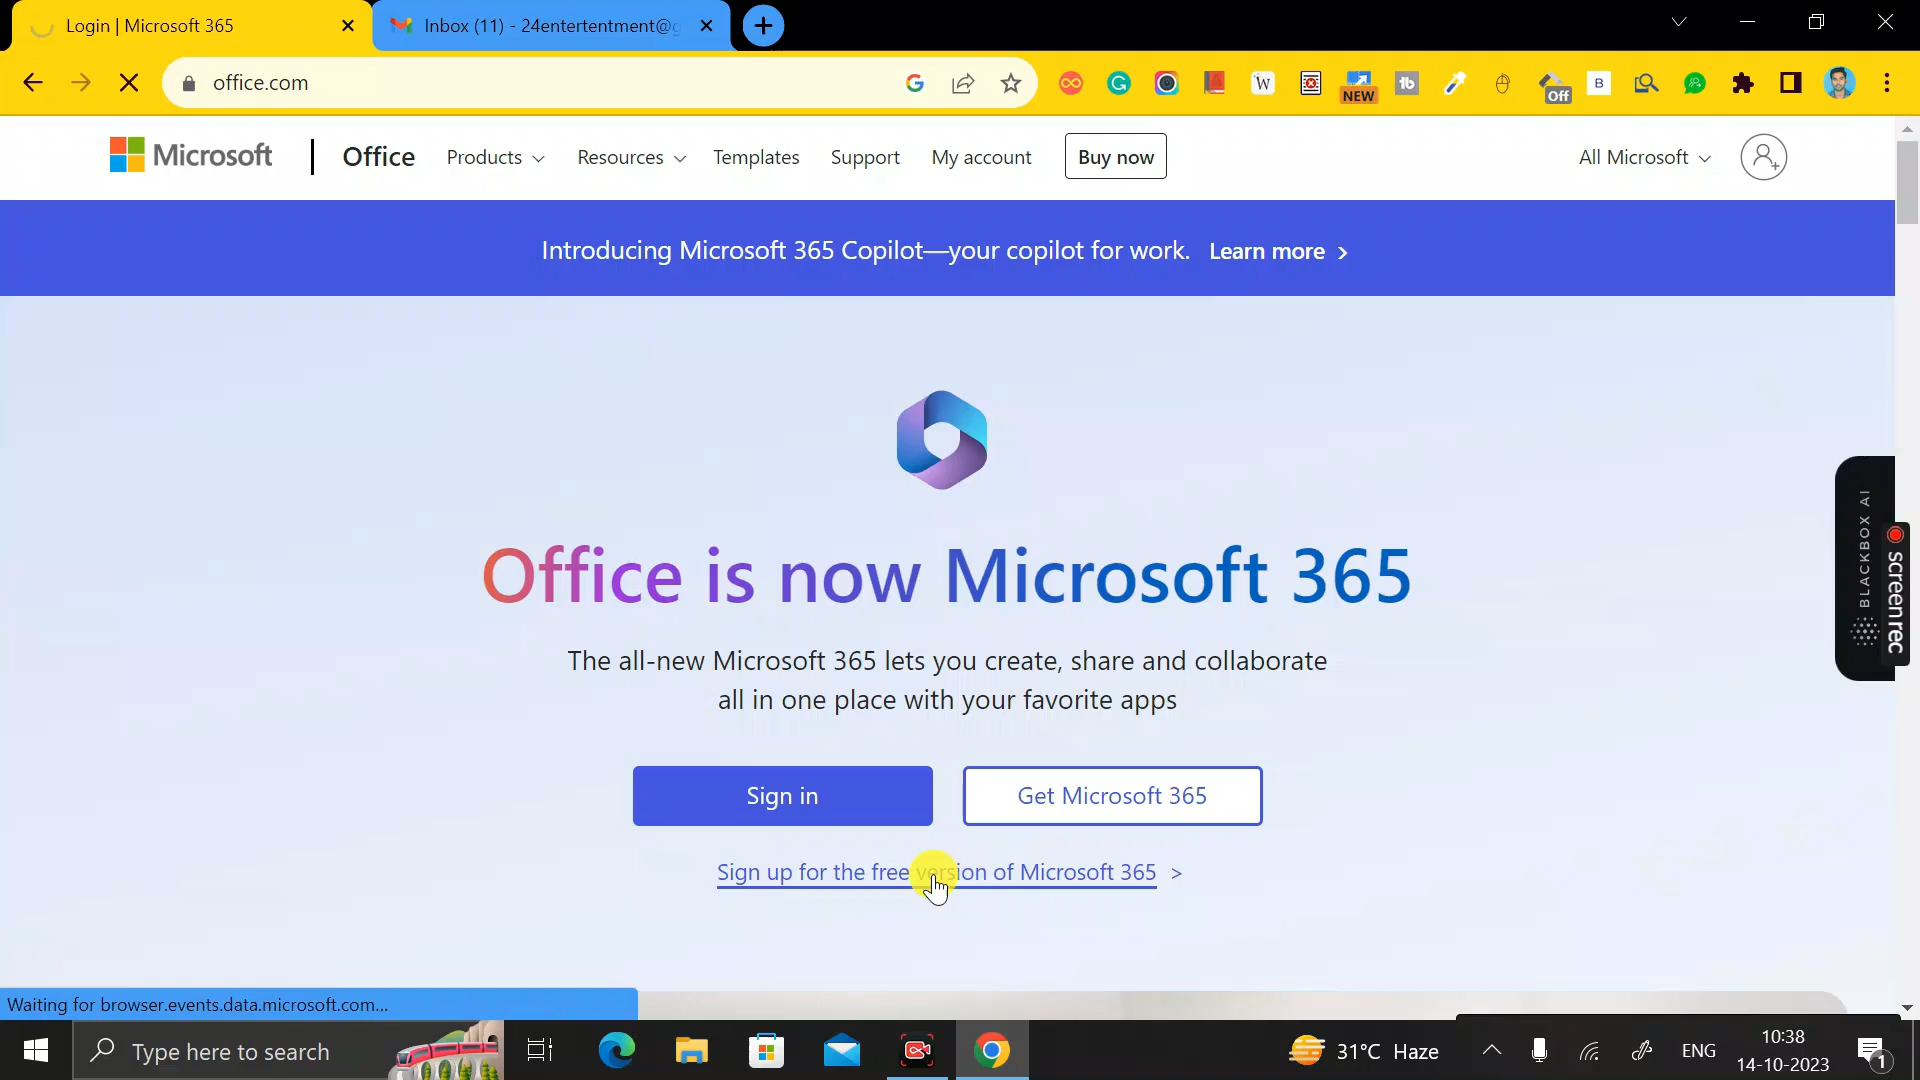 Login | Microsoft 365
Inbox (11) - 24entertentment@g
office.com
NEW
Off
Microsoft
Office
Products
Resources
Templates
Support
My account
Buy now
All Microsoft
Introducing Microsoft 365 Copilot—your copilot for work. Learn more >
Office is now Microsoft 365
The all-new Microsoft 365 lets you create, share and collaborate
all in one place with your favorite apps
Sign in
Get Microsoft 365
Sign up for the free version of Microsoft 365 >
BLACKBOX AI
screenrec
Waiting for browser.events.data.microsoft.com...
Type here to search
31°C Haze
ENG
10:38
14-10-2023
1